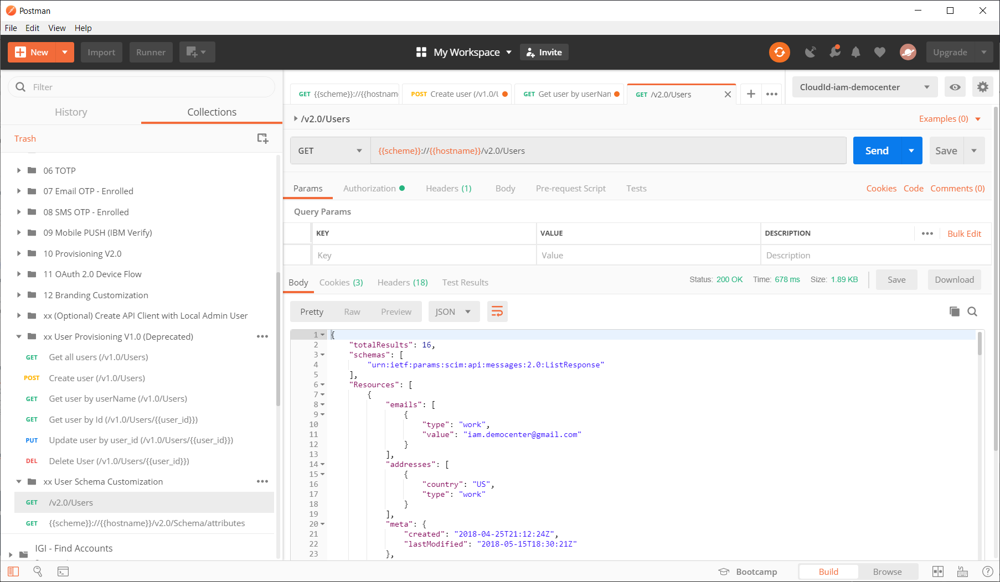 Postman
File Edit View Help
New Import Runner My Workspace Invite Upgrade
Filter
History Collections
Trash
06 TOTP
07 Email OTP - Enrolled
08 SMS OTP - Enrolled
09 Mobile PUSH (IBM Verify)
10 Provisioning V2.0
11 OAuth 2.0 Device Flow
12 Branding Customization
xx (Optional) Create API Client with Local Admin User
xx User Provisioning V1.0 (Deprecated)
GET Get all users (/v1.0/Users)
POST Create user (/v1.0/Users)
GET Get user by userName (/v1.0/Users)
GET Get user by Id (/v1.0/Users/{{user_id}})
PUT Update user by user_id (/v1.0/Users/{{user_id}})
DEL Delete User (/v1.0/Users/{{user_id}})
xx User Schema Customization
GET /v2.0/Users
GET {{scheme}}://{{hostname}}/v2.0/Schema/attributes
IGI - Find Accounts
GET {{scheme}}://{{hostnam POST Create user (/v1.0/U GET Get user by userNan GET /v2.0/Users CloudId-iam-democenter
/v2.0/Users Examples (0)
GET {{scheme}}://{{hostname}}/v2.0/Users Send Save
Params Authorization Headers (1) Body Pre-request Script Tests Cookies Code Comments (0)
Query Params
KEY VALUE DESCRIPTION Bulk Edit
Key Value Description
Body Cookies (3) Headers (18) Test Results Status: 200 OK Time: 678 ms Size: 1.89 KB Save Download
Pretty Raw Preview JSON
1 {
2 "totalResults": 16,
3 "schemas": [
4 "urn:ietf:params:scim:api:messages:2.0:ListResponse"
5 ],
6 "Resources": [
7 {
8 "emails": [
9 {
10 "type": "work",
11 "value": "iam.democenter@gmail.com"
12 }
13 ],
14 "addresses": [
15 {
16 "country": "US",
17 "type": "work"
18 }
19 ],
20 "meta": {
21 "created": "2018-04-25T21:12:24Z",
22 "lastModified": "2018-05-15T18:30:21Z"
23 },
Bootcamp Build Browse